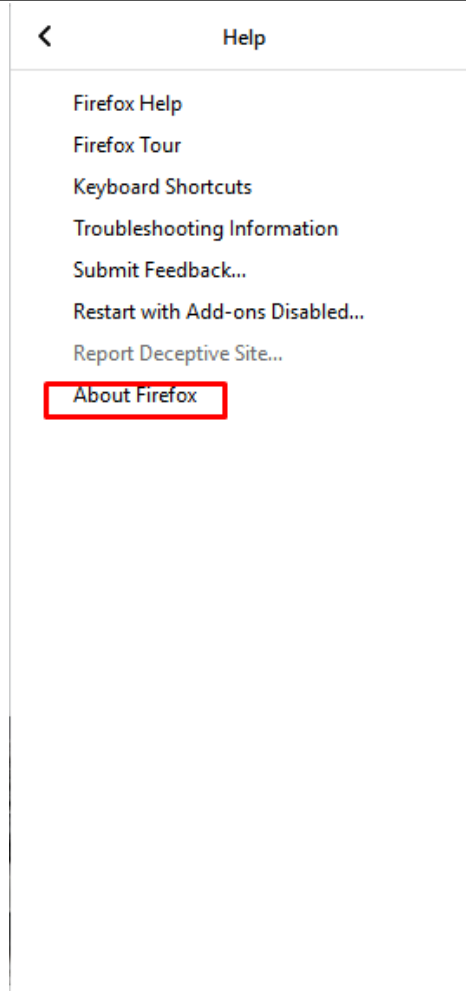 Help
Firefox Help
Firefox Tour
Keyboard Shortcuts
Troubleshooting Information
Submit Feedback...
Restart with Add-ons Disabled...
Report Deceptive Site...
About Firefox